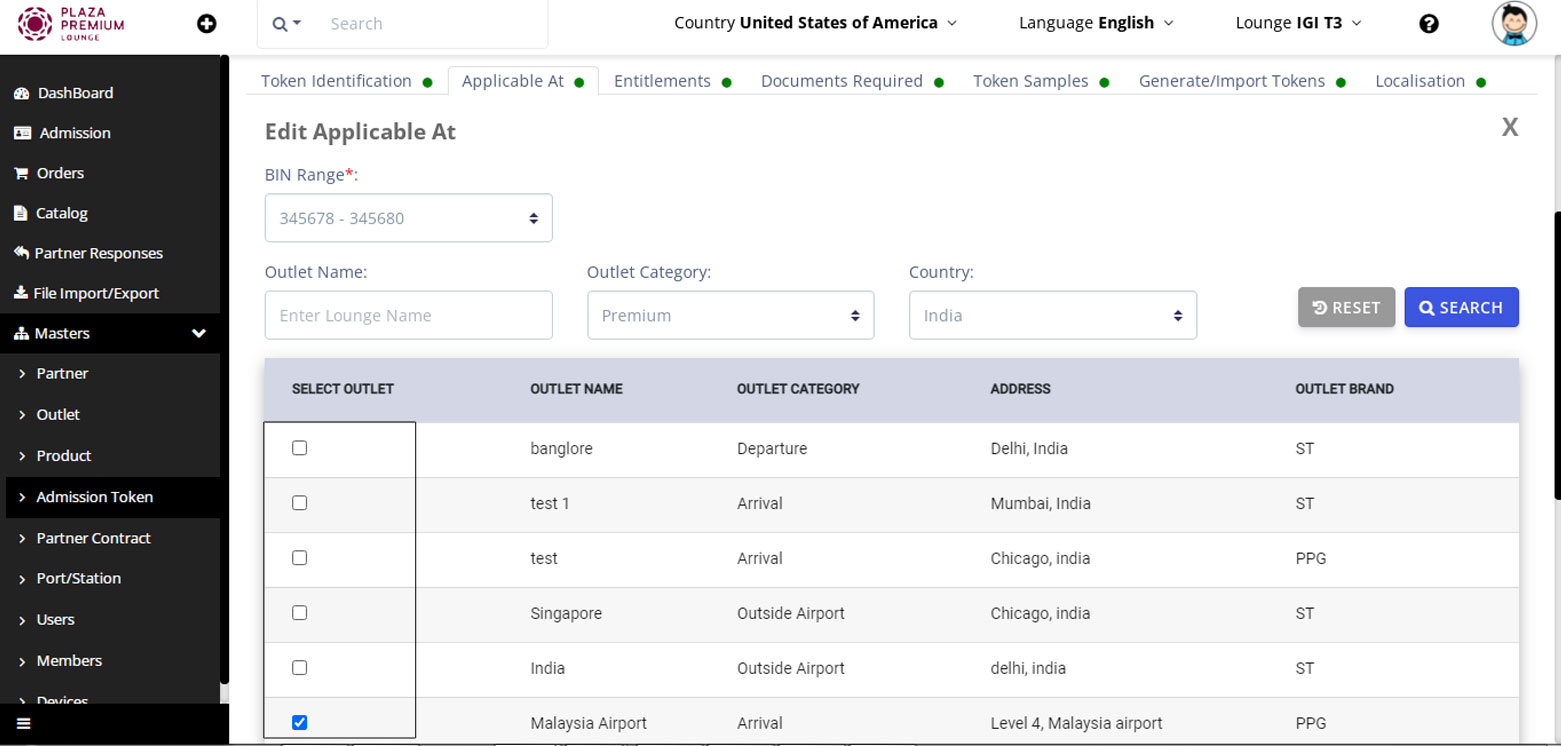 PLAZA
PREMIUM
LOUNGE
Search
Country United States of America
Language English
Lounge IGI T3
DashBoard
Admission
Orders
Catalog
Partner Responses
File Import/Export
Masters
Partner
Outlet
Product
Admission Token
Partner Contract
Port/Station
Users
Members
Devices
Token Identification
Applicable At
Entitlements
Documents Required
Token Samples
Generate/Import Tokens
Localisation
Edit Applicable At
X
BIN Range*:
345678 - 345680
Outlet Name:
Outlet Category:
Country:
Enter Lounge Name
Premium
India
RESET
SEARCH
SELECT OUTLET OUTLET NAME OUTLET CATEGORY ADDRESS OUTLET BRAND
banglore Departure Delhi, India ST
test 1 Arrival Mumbai, India ST
test Arrival Chicago, india PPG
Singapore Outside Airport Chicago, india ST
India Outside Airport delhi, india ST
Malaysia Airport Arrival Level 4, Malaysia airport PPG